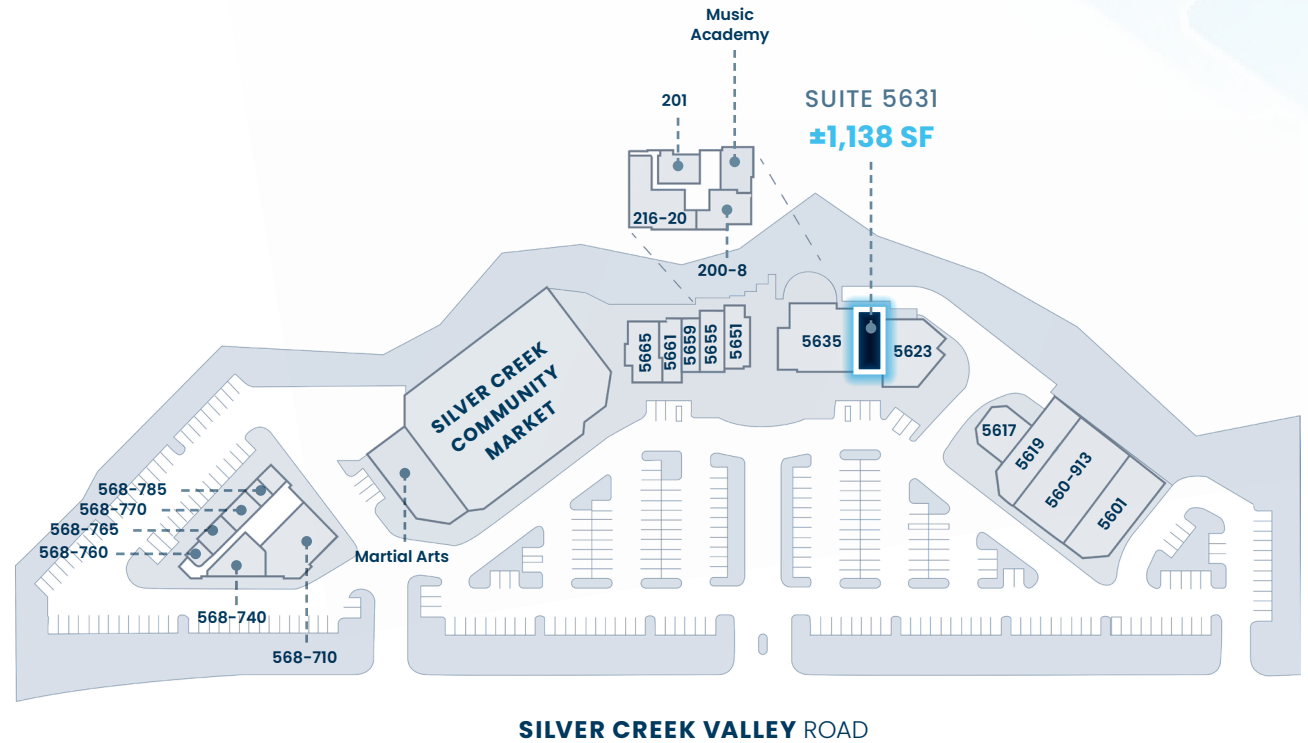 Music
Academy
201
SUITE 5631
±1,138 SF
216-20
200-8
5665
5661
5659
5655
5651
5635
5623
SILVER CREEK
COMMUNITY
MARKET
5617
5619
560-913
5601
568-785
568-770
568-765
568-760
Martial Arts
568-740
568-710
SILVER CREEK VALLEY ROAD